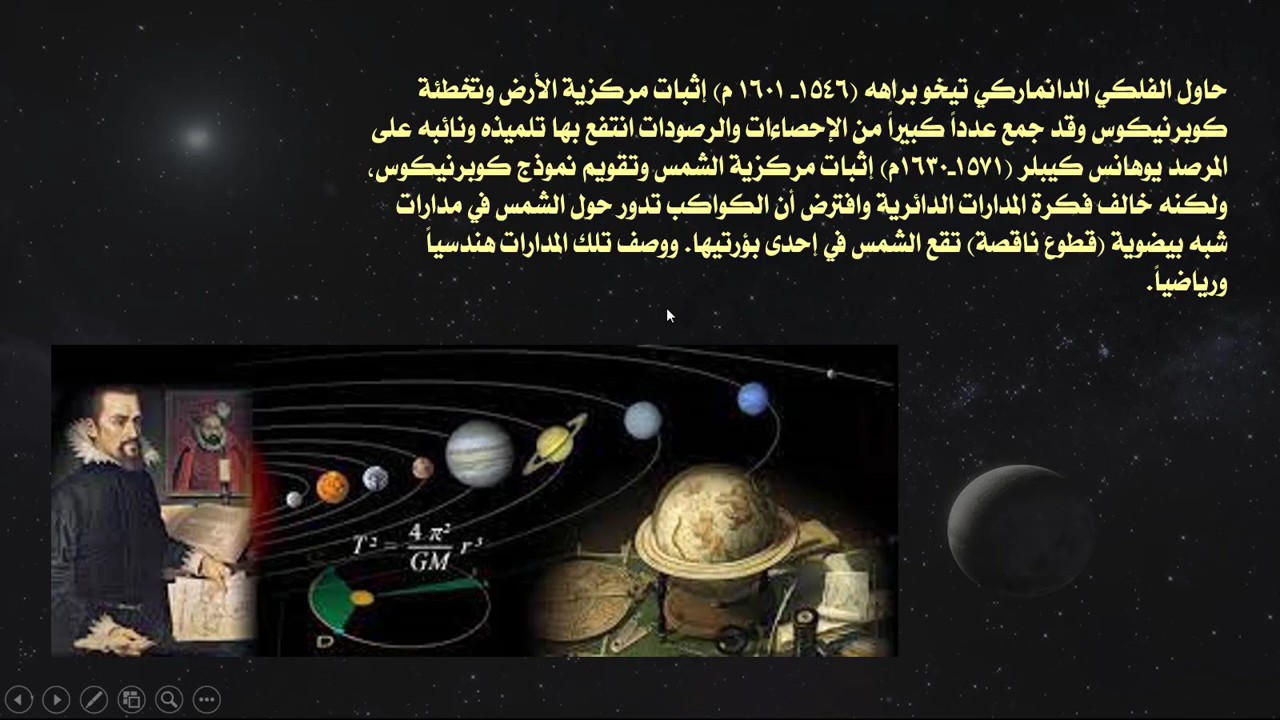 حاول الفلكي الدانماركي تيخو براهه (١٥٤٦ـ ١٦٠١ م) إثبات مركزية الأرض وتخطئة
كوبرنيكوس وقد جمع عدداً كبيراً من الإحصاءات والرصودات انتفع بها تلميذه ونائبه على
المرصد يوهانس كيبلر (١٥٧١ـ١٦٣٠م) إثبات مركزية الشمس وتقويم نموذج كوبرنيكوس،
ولكنه خالف فكرة المدارات الدائرية وافترض أن الكواكب تدور حول الشمس في مدارات
شبه بيضوية (قطوع ناقصة) تقع الشمس في إحدى بؤرتيها. ووصف تلك المدارات هندسياً
ورياضياً.
T² = 4 π² / GM r³
D